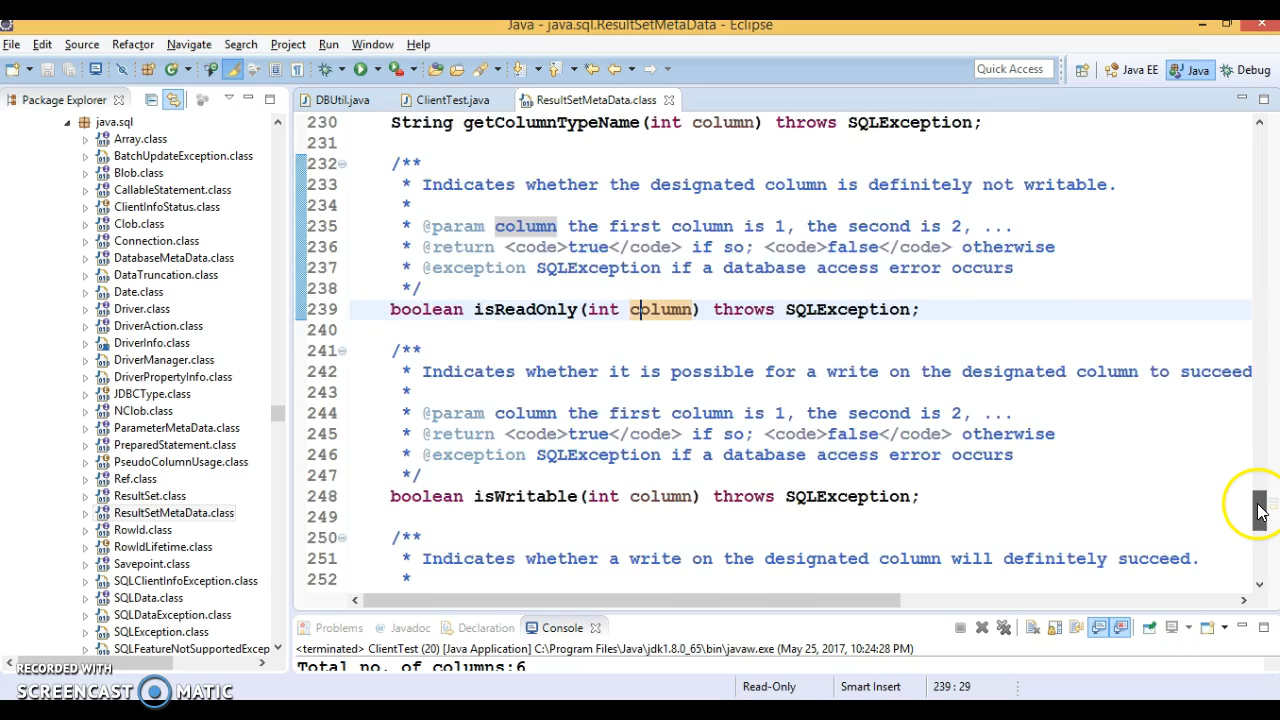 Java - java.sql.ResultSetMetaData - Eclipse
File Edit Source Refactor Navigate Search Project Run Window Help
Quick Access Java EE Java Debug
Package Explorer
DBUtil.java ClientTest.java ResultSetMetaData.class
java.sql
Array.class
BatchUpdateException.class
Blob.class
CallableStatement.class
ClientInfoStatus.class
Clob.class
Connection.class
DatabaseMetaData.class
DataTruncation.class
Date.class
Driver.class
DriverAction.class
DriverInfo.class
DriverManager.class
DriverPropertyInfo.class
JDBCType.class
NClob.class
ParameterMetaData.class
PreparedStatement.class
PseudoColumnUsage.class
Ref.class
ResultSet.class
ResultSetMetaData.class
RowId.class
RowIdLifetime.class
Savepoint.class
SQLClientInfoException.class
SQLData.class
SQLDataException.class
SQLException.class
SQLFeatureNotSupportedExcep
230 String getColumnTypeName(int column) throws SQLException;
231
232 /**
233 * Indicates whether the designated column is definitely not writable.
234 *
235 * @param column the first column is 1, the second is 2, ...
236 * @return <code>true</code> if so; <code>false</code> otherwise
237 * @exception SQLException if a database access error occurs
238 */
239 boolean isReadOnly(int column) throws SQLException;
240
241 /**
242 * Indicates whether it is possible for a write on the designated column to succeed
243 *
244 * @param column the first column is 1, the second is 2, ...
245 * @return <code>true</code> if so; <code>false</code> otherwise
246 * @exception SQLException if a database access error occurs
247 */
248 boolean isWritable(int column) throws SQLException;
249
250 /**
251 * Indicates whether a write on the designated column will definitely succeed.
252 *
Problems Javadoc Declaration Console
<terminated> ClientTest (20) [Java Application] C:\Program Files\Java\jdk1.8.0_65\bin\javaw.exe (May 25, 2017, 10:24:28 PM)
Total no. of columns:6
Read-Only Smart Insert 239 : 29
RECORDED WITH
SCREENCAST MATIC